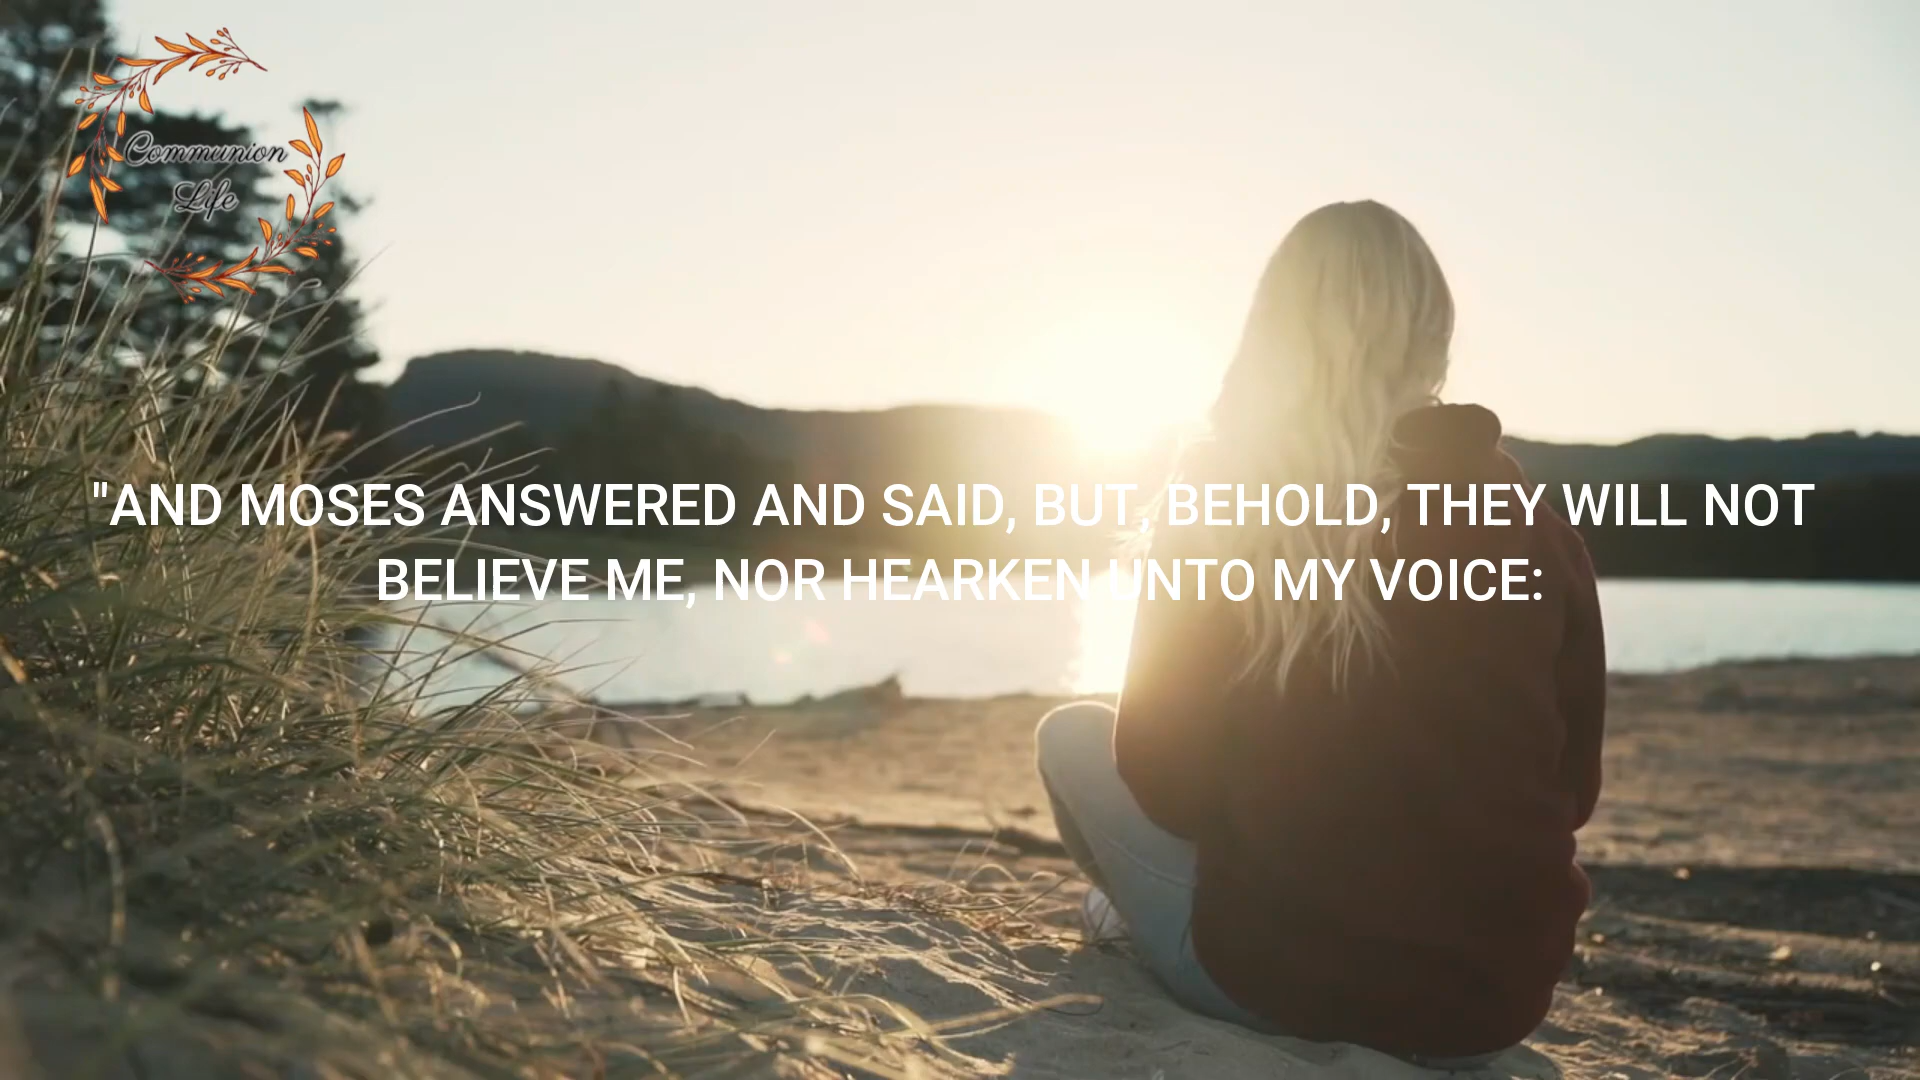 Communion
Life
"AND MOSES ANSWERED AND SAID, BUT, BEHOLD, THEY WILL NOT
BELIEVE ME, NOR HEARKEN UNTO MY VOICE: